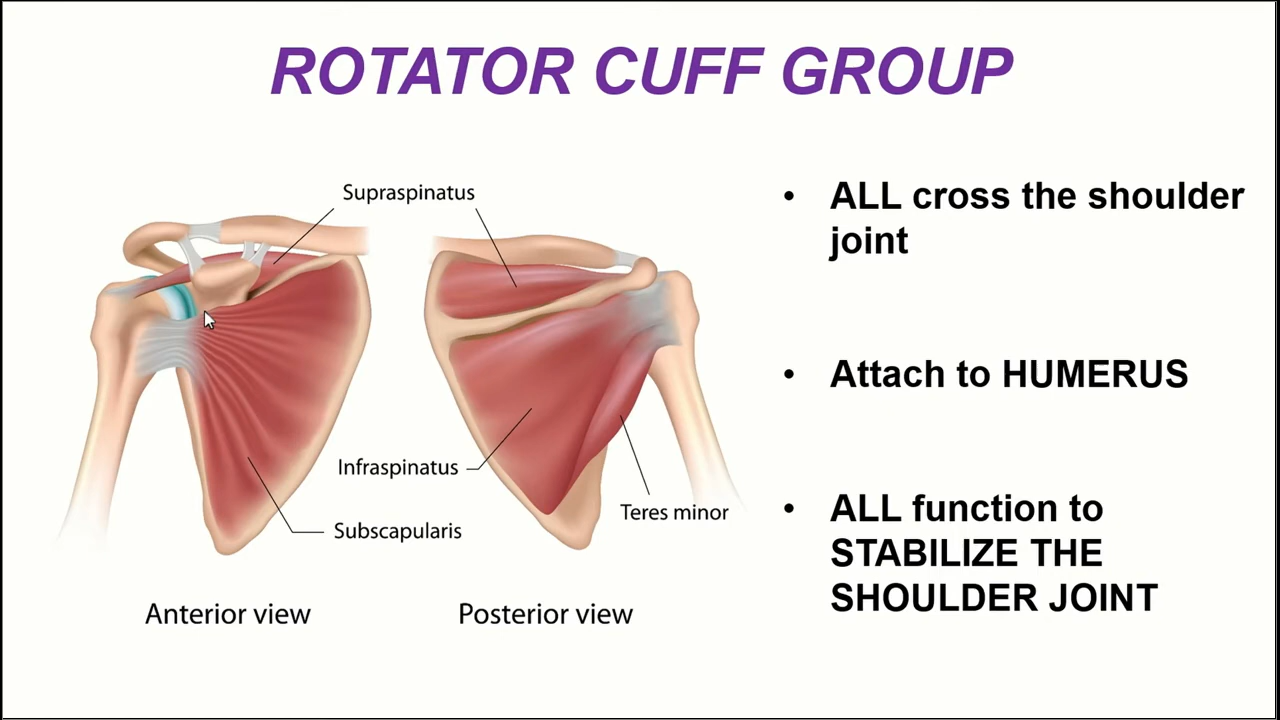 ROTATOR CUFF GROUP
Supraspinatus
Infraspinatus
Subscapularis
Teres minor
Anterior view
Posterior view
• ALL cross the shoulder
joint
• Attach to HUMERUS
• ALL function to
STABILIZE THE
SHOULDER JOINT